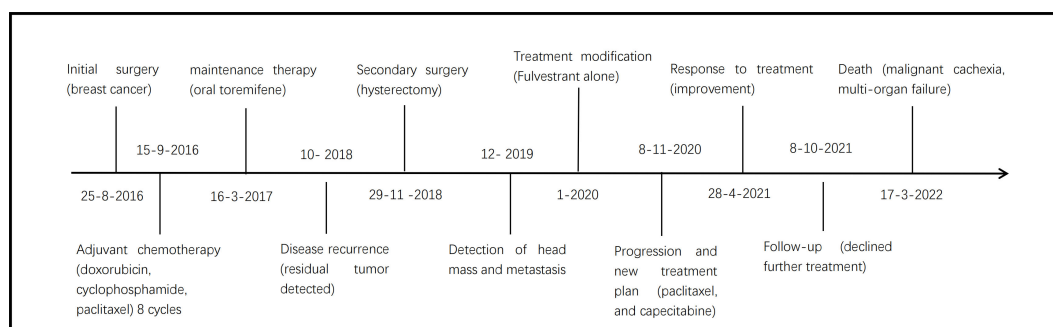 Initial surgery
(breast cancer)
maintenance therapy
(oral toremifene)
Secondary surgery
(hysterectomy)
Treatment modification
(Fulvestrant alone)
Response to treatment
(improvement)
Death (malignant cachexia,
multi-organ failure)
15-9-2016
10- 2018
12- 2019
8-11-2020
8-10-2021
25-8-2016
16-3-2017
29-11 -2018
1-2020
28-4-2021
17-3-2022
Adjuvant chemotherapy
(doxorubicin,
cyclophosphamide,
paclitaxel) 8 cycles
Disease recurrence
(residual tumor
detected)
Detection of head
mass and metastasis
Progression and
new treatment
plan (paclitaxel,
and capecitabine)
Follow-up (declined
further treatment)